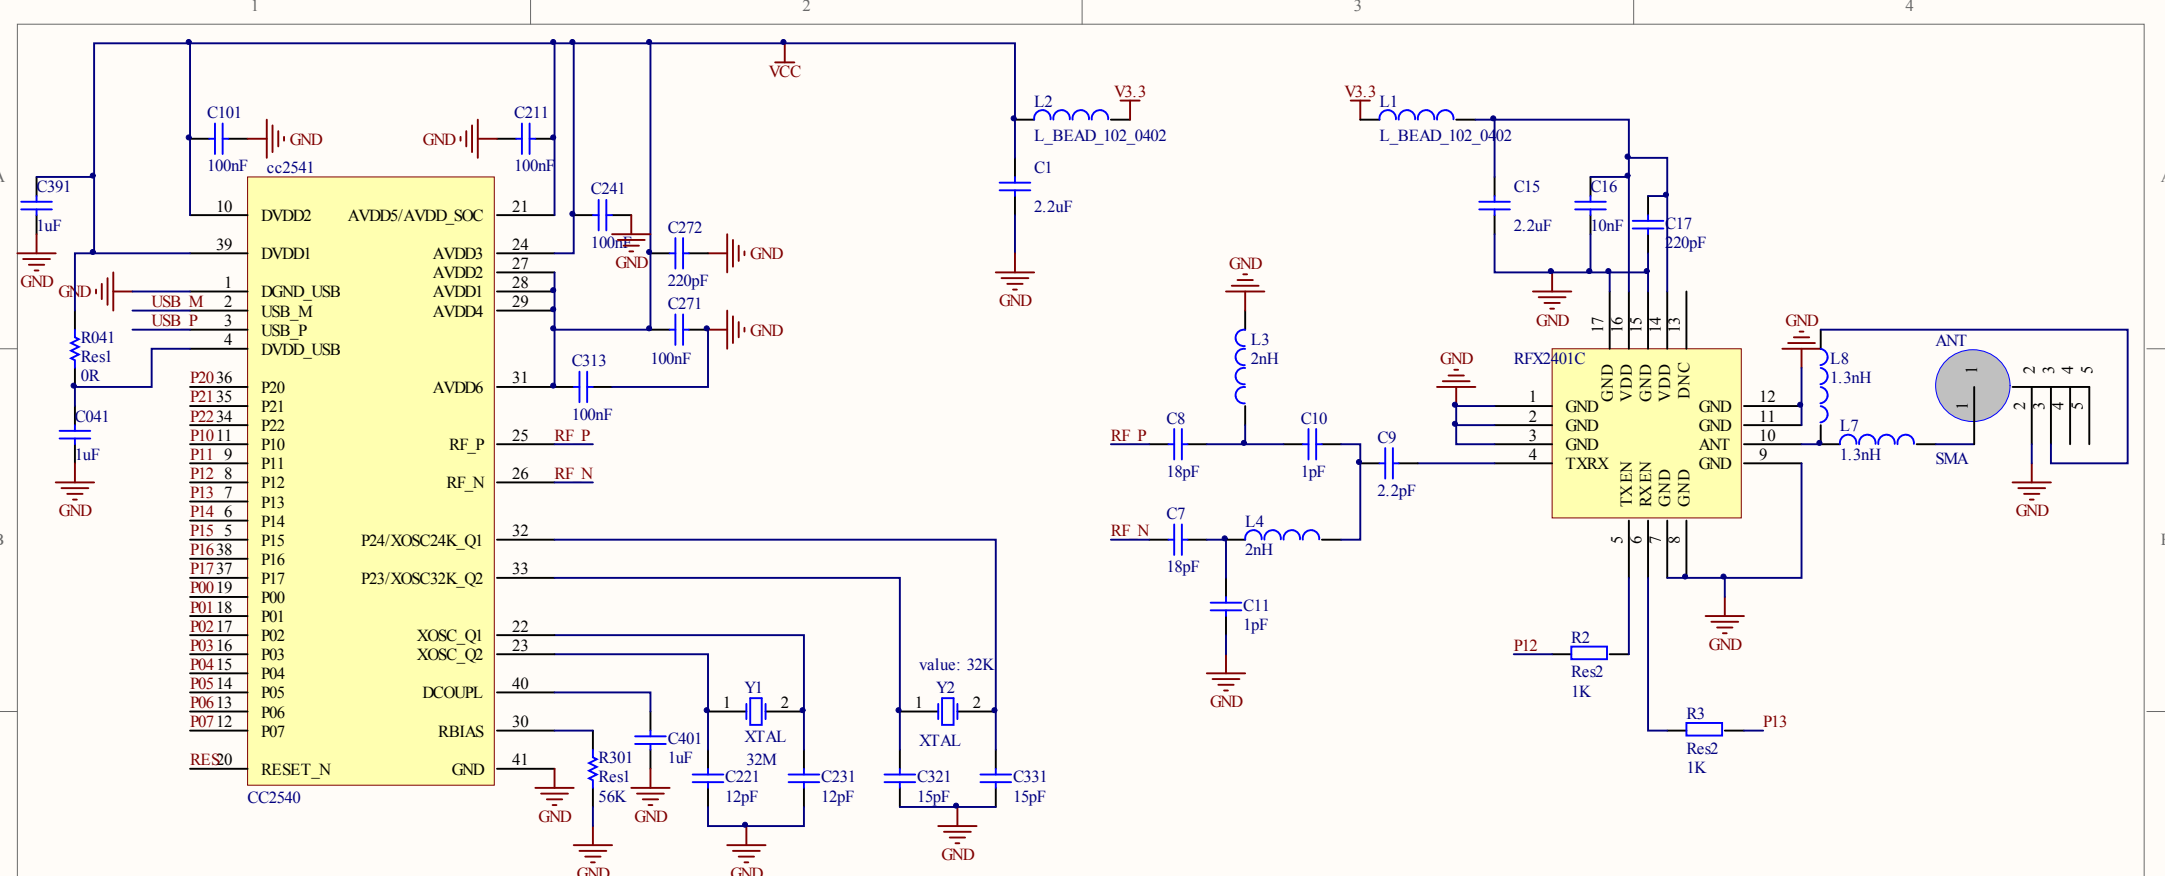 1 2 3 4
VCC
C101
100nF
GND
cc2541
C211
100nF
GND
C391
1uF
GND
C241
100nF
GND
C272
220pF
GND
C271
100nF
GND
C313
100nF
L2
L_BEAD_102_0402
V3.3
C1
2.2uF
GND
10 DVDD2
39 DVDD1
1 DGND_USB
2 USB_M
3 USB_P
4 DVDD_USB
GND
USB_M
USB_P
R041
Res1
0R
C041
1uF
GND
P20 36 P20
P21 35 P21
P22 34 P22
P10 11 P10
P11 9 P11
P12 8 P12
P13 7 P13
P14 6 P14
P15 5 P15
P16 38 P16
P17 37 P17
P00 19 P00
P01 18 P01
P02 17 P02
P03 16 P03
P04 15 P04
P05 14 P05
P06 13 P06
P07 12 P07
RES 20 RESET_N
CC2540
AVDD5/AVDD_SOC 21
AVDD3 24
AVDD2 27
AVDD1 28
AVDD4 29
AVDD6 31
RF_P 25 RF_P
RF_N 26 RF_N
P24/XOSC24K_Q1 32
P23/XOSC32K_Q2 33
XOSC_Q1 22
XOSC_Q2 23
DCOUPL 40
RBIAS 30
GND 41
GND
R301
Res1
56K
GND
C401
1uF
GND
Y1
1 2
XTAL
32M
C221
12pF
C231
12pF
GND
value: 32K
Y2
1 2
XTAL
C321
15pF
C331
15pF
GND
V3.3
L1
L_BEAD_102_0402
C15
2.2uF
C16
10nF
C17
220pF
GND
GND
L3
2nH
RF_P
C8
18pF
C10
1pF
C9
2.2pF
RF_N
C7
18pF
L4
2nH
C11
1pF
GND
RFX2401C
GND
17 GND
16 VDD
15 GND
14 VDD
13 DNC
1 GND
2 GND
3 GND
4 TXRX
5 TXEN
6 RXEN
7 GND
8 GND
GND 12
GND 11
ANT 10
GND 9
GND
L8
1.3nH
L7
1.3nH
ANT
SMA
1
1
2 3 4 5
2 3 4 5
GND
GND
P12
R2
Res2
1K
R3
Res2
1K
P13